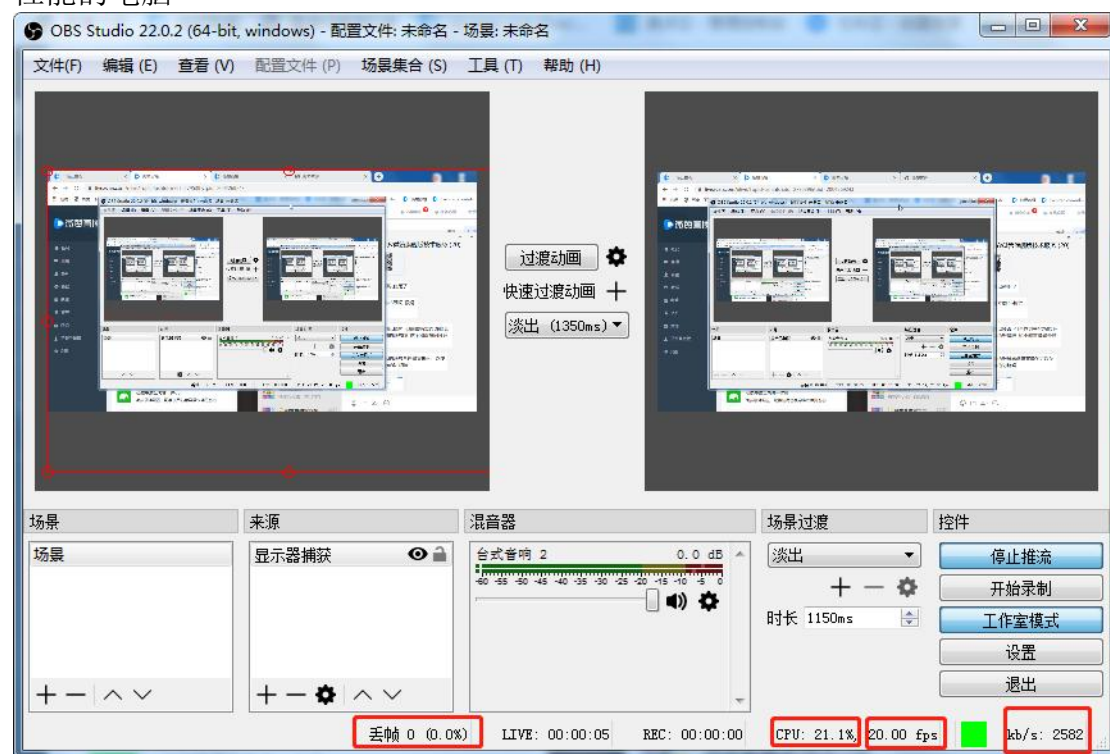 性能的电脑
OBS Studio 22.0.2 (64-bit, windows) - 配置文件: 未命名 - 场景: 未命名
文件(F) 编辑 (E) 查看 (V) 配置文件 (P) 场景集合 (S) 工具 (T) 帮助 (H)
过渡动画
快速过渡动画
淡出 (1350ms)
场景 来源 混音器 场景过渡 控件
场景 显示器捕获 台式音响 2 0.0 dB 淡出 停止推流
-60 -55 -50 -45 -40 -35 -30 -25 -20 -15 -10 -5 0
开始录制
时长 1150ms 工作室模式
设置
退出
丢帧 0 (0.0%) LIVE: 00:00:05 REC: 00:00:00 CPU: 21.1%, 20.00 fps kb/s: 2582